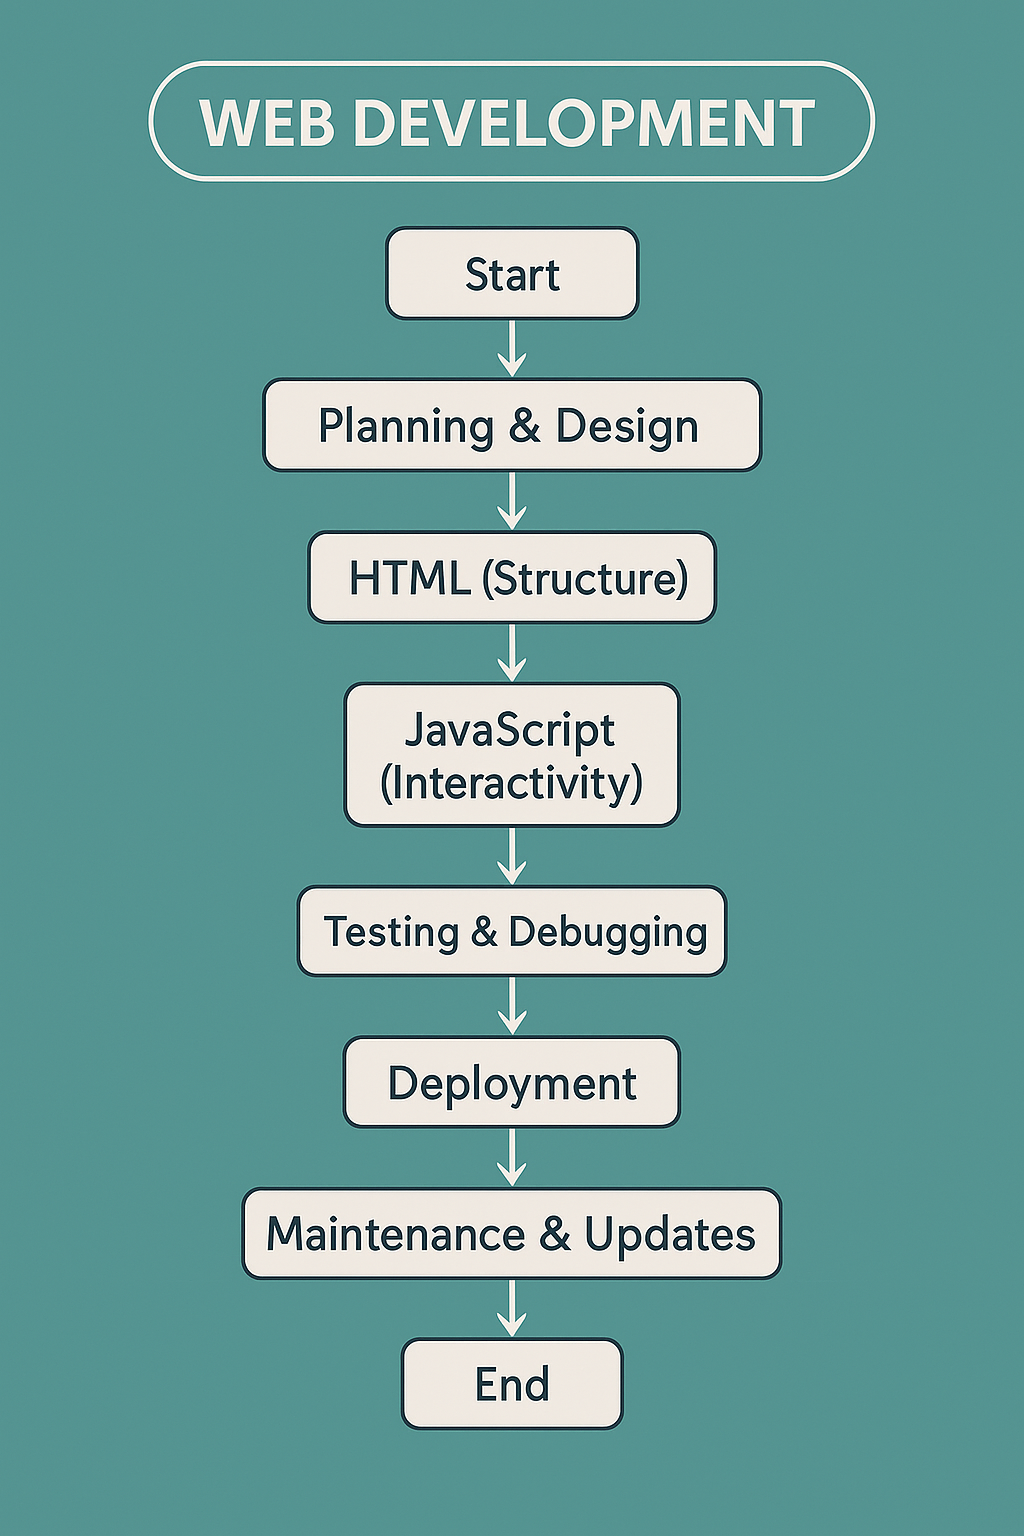 WEB DEVELOPMENT
Start
Planning & Design
HTML (Structure)
JavaScript
(Interactivity)
Testing & Debugging
Deployment
Maintenance & Updates
End